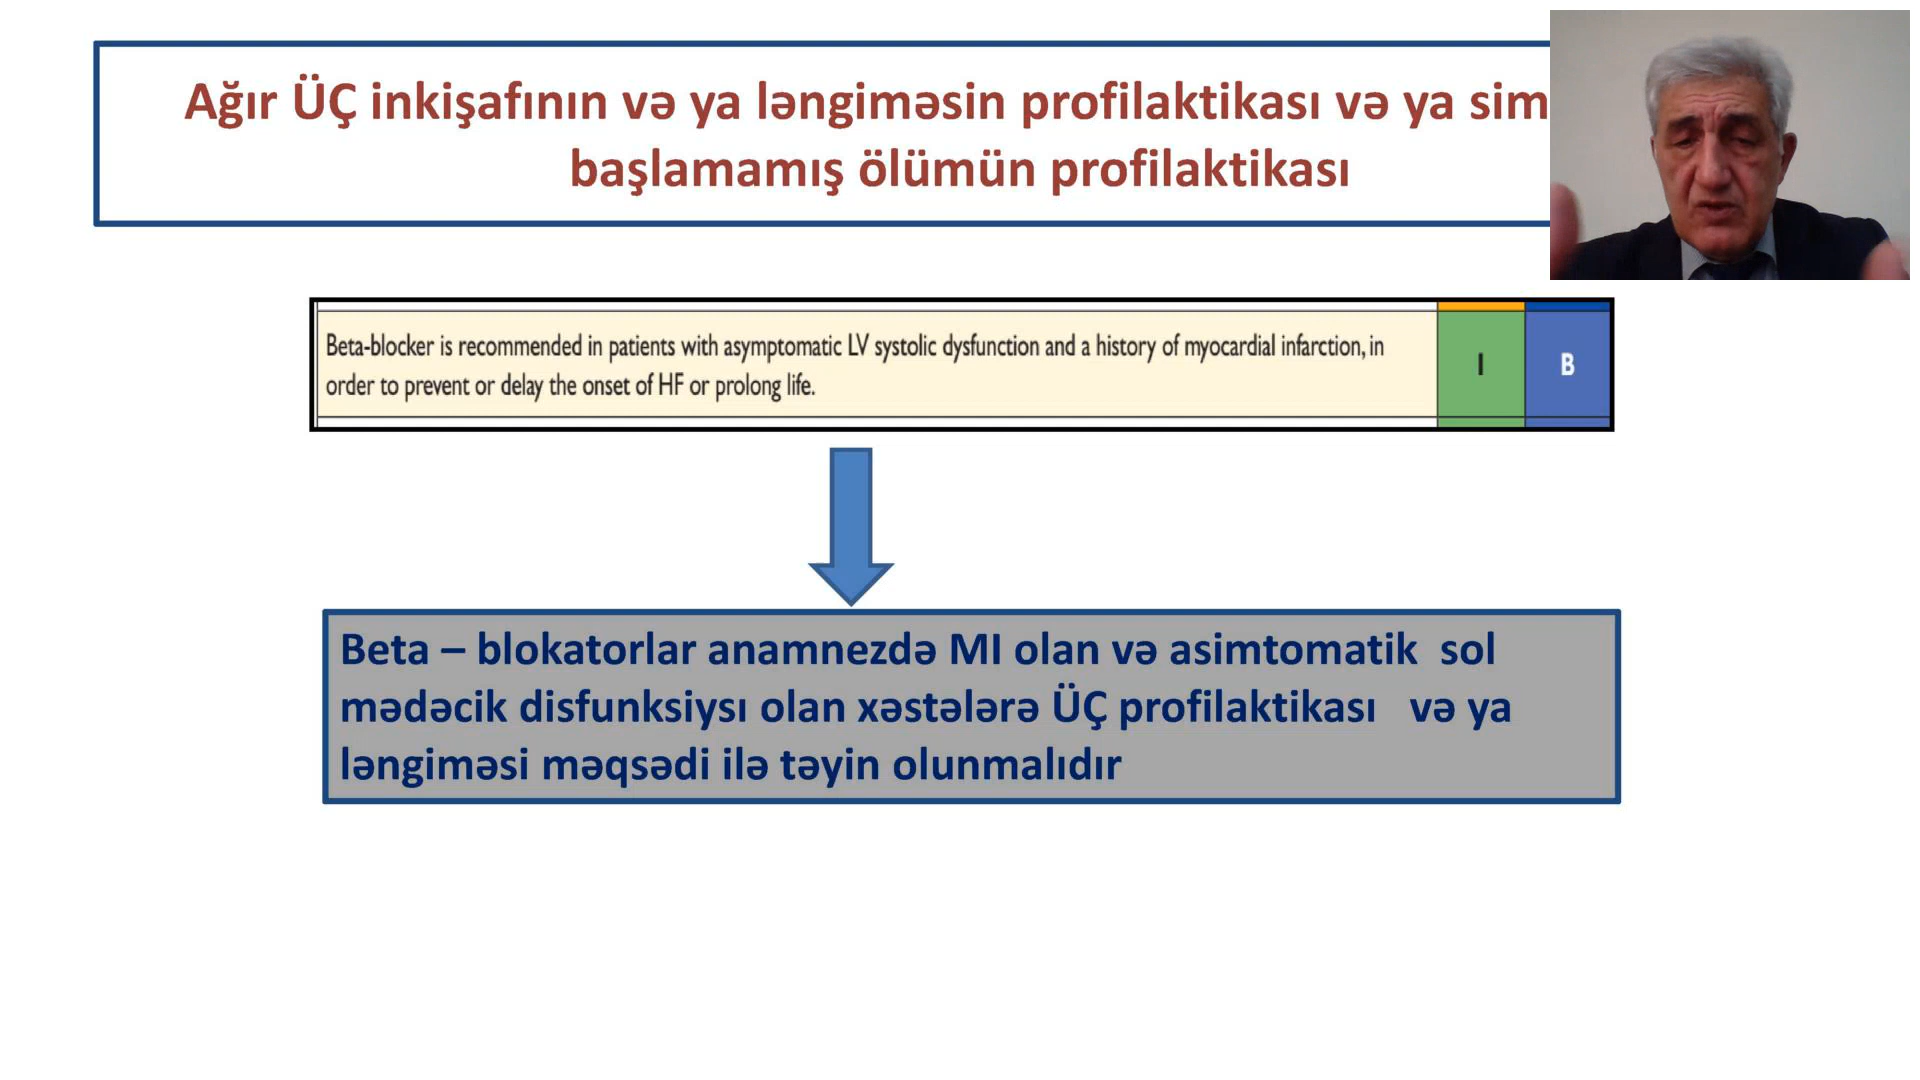 Ağır ÜÇ inkişafının və ya ləngiməsin profilaktikası və ya
başlamamış ölümün profilaktikası
Beta-blocker is recommended in patients with asymptomatic LV systolic dysfunction and a history of myocardial infarction, in
order to prevent or delay the onset of HF or prolong life.
I
B
Beta – blokatorlar anamnezdə MI olan və asimtomatik sol
mədəcik disfunksiysı olan xəstələrə ÜÇ profilaktikası və ya
ləngiməsi məqsədi ilə təyin olunmalıdır